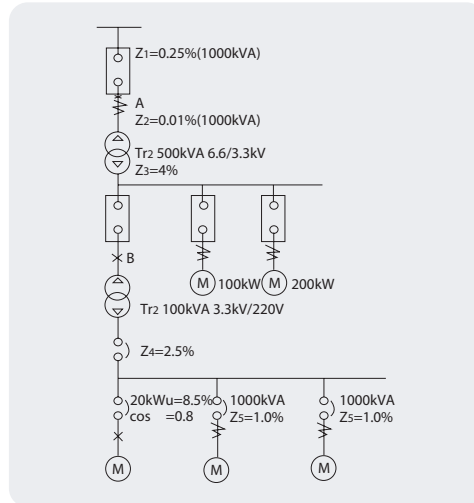 Z1=0.25%(1000kVA)
A
Z2=0.01%(1000kVA)
Tr2 500kVA 6.6/3.3kV
Z3=4%
B
M 100kW M 200kW
Tr2 100kVA 3.3kV/220V
Z4=2.5%
20kWu=8.5% 1000kVA 1000kVA
cos =0.8 Z5=1.0% Z5=1.0%
M M M